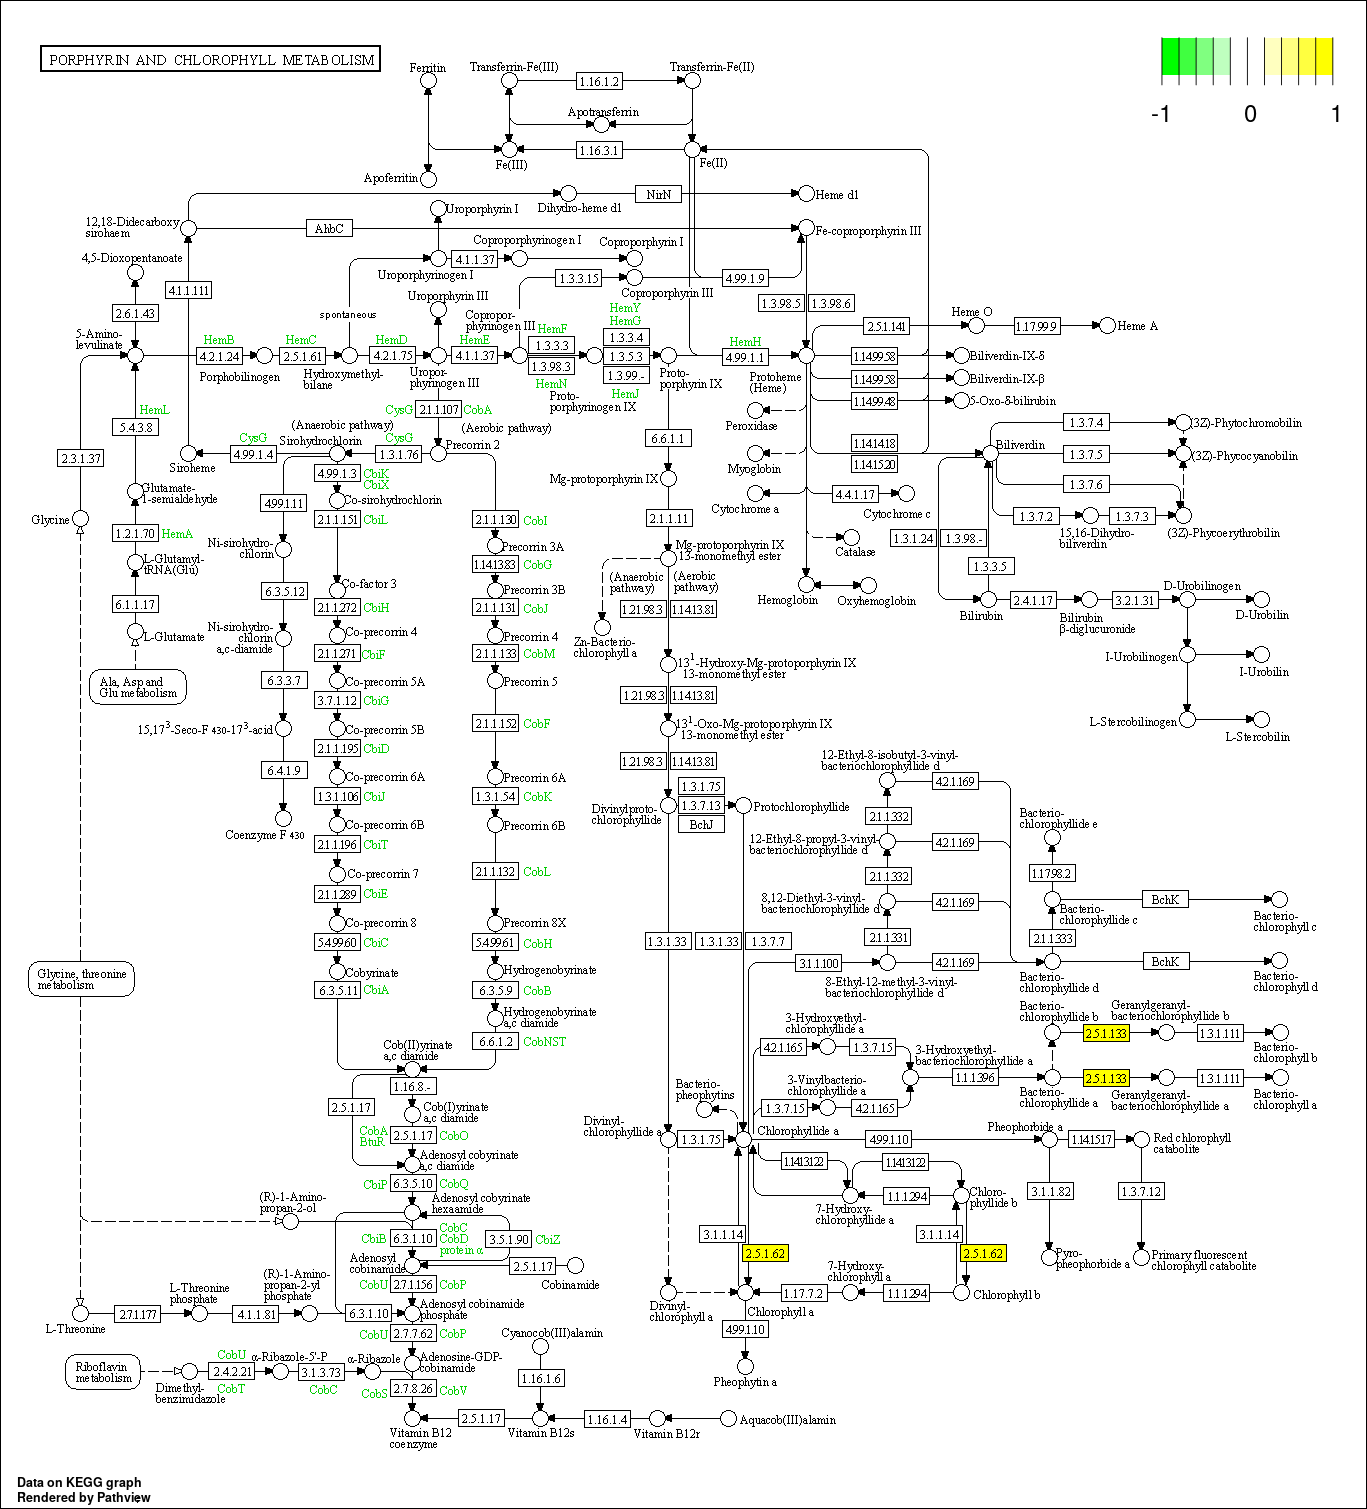 PORPHYRIN AND CHLOROPHYLL METABOLISM
-1
0
1
Ferritin
Transferrin-Fe(III)
Transferrin-Fe(II)
1.16.1.2
Apotransferrin
1.16.3.1
Fe(III)
Fe(II)
Apoferritin
Dihydro-heme d1
NirN
Heme d1
12,18-Didecarboxy
sirohaem
Uroporphyrin I
AhbC
Fe-coproporphyrin III
4,5-Dioxopentanoate
Coproporphyrinogen I
Coproporphyrin I
4.1.1.37
Uroporphyrinogen I
1.3.3.15
4.99.1.9
Coproporphyrin III
4.1.1.111
2.6.1.43
Uroporphyrin III
spontaneous
Copropor-
phyrinogen III
HemY
HemG
1.3.98.5
1.3.98.6
Heme O
2.5.1.141
1.17.99.9
Heme A
5-Amino-
levulinate
HemB
HemC
HemD
HemE
HemF
1.3.3.3
1.3.3.4
HemH
4.2.1.24
2.5.1.61
4.2.1.75
4.1.1.37
1.3.5.3
4.99.1.1
1.14.99.58
Biliverdin-IX-δ
1.3.98.3
1.3.99.-
Porphobilinogen
Hydroxymethyl-
bilane
Uropor-
phyrinogen III
HemN
HemJ
Proto-
porphyrinogen IX
Proto-
porphyrin IX
Protoheme
(Heme)
1.14.99.58
Biliverdin-IX-β
1.14.99.48
5-Oxo-δ-bilirubin
HemL
5.4.3.8
CysG
2.1.1.107
CobA
Peroxidase
(Anaerobic pathway)
(Aerobic pathway)
CysG
Sirohydrochlorin
CysG
Precorrin 2
4.99.1.4
1.3.1.76
Siroheme
2.3.1.37
6.6.1.1
1.14.14.18
1.14.15.20
Myoglobin
Biliverdin
1.3.7.4
(3Z)-Phytochromobilin
1.3.7.5
(3Z)-Phycocyanobilin
1.3.7.6
4.99.1.3
CbiK
CbiX
Mg-protoporphyrin IX
Cytochrome a
4.4.1.17
Cytochrome c
Glutamate-
1-semialdehyde
4.99.1.11
Co-sirohydrochlorin
Glycine
2.1.1.151
CbiL
2.1.1.130
CobI
2.1.1.11
1.3.7.2
1.3.7.3
15,16-Dihydro-
biliverdin
(3Z)-Phycoerythrobilin
1.2.1.70
HemA
Ni-sirohydro-
chlorin
Precorrin 3A
Mg-protoporphyrin IX
13-monomethyl ester
Catalase
1.3.1.24
1.3.98.-
L-Glutamyl-
tRNA(Glu)
1.14.13.83
CobG
1.3.3.5
6.1.1.17
6.3.5.12
Co-factor 3
Precorrin 3B
(Anaerobic
pathway)
(Aerobic
pathway)
Hemoglobin
Oxyhemoglobin
Bilirubin
2.4.1.17
Bilirubin
β-diglucuronide
3.2.1.31
D-Urobilinogen
D-Urobilin
2.1.1.272
CbiH
2.1.1.131
CobJ
1.21.98.3
1.14.13.81
L-Glutamate
Ni-sirohydro-
chlorin
a,c-diamide
Co-precorrin 4
Precorrin 4
Zn-Bacterio-
chlorophyll a
2.1.1.271
CbiF
2.1.1.133
CobM
I-Urobilinogen
I-Urobilin
Ala, Asp and
Glu metabolism
6.3.3.7
Co-precorrin 5A
Precorrin 5
13¹-Hydroxy-Mg-protoporphyrin IX
13-monomethyl ester
3.7.1.12
CbiG
1.21.98.3
1.14.13.81
15,17³-Seco-F 430-17³-acid
Co-precorrin 5B
2.1.1.152
CobF
13¹-Oxo-Mg-protoporphyrin IX
13-monomethyl ester
L-Stercobilinogen
L-Stercobilin
2.1.1.195
CbiD
1.21.98.3
1.14.13.81
6.4.1.9
Co-precorrin 6A
Precorrin 6A
12-Ethyl-8-isobutyl-3-vinyl-
bacteriochlorophyllide d
4.2.1.169
1.3.1.106
CbiJ
1.3.1.54
CobK
1.3.1.75
1.3.7.13
BchJ
Divinylproto-
chlorophyllide
Protochlorophyllide
2.1.1.332
Bacterio-
chlorophyllide e
Coenzyme F 430
Co-precorrin 6B
Precorrin 6B
12-Ethyl-8-propyl-3-vinyl-
bacteriochlorophyllide d
4.2.1.169
2.1.1.196
CbiT
2.1.1.132
CobL
2.1.1.332
1.17.98.2
Co-precorrin 7
2.1.1.289
CbiE
8,12-Diethyl-3-vinyl-
bacteriochlorophyllide d
4.2.1.169
BchK
Bacterio-
chlorophyllide c
Bacterio-
chlorophyll c
Co-precorrin 8
Precorrin 8X
5.4.99.60
CbiC
5.4.99.61
CobH
1.3.1.33
1.3.1.33
1.3.7.7
2.1.1.331
2.1.1.333
Cobyrinate
Hydrogenobyrinate
3.1.1.100
4.2.1.169
BchK
8-Ethyl-12-methyl-3-vinyl-
bacteriochlorophyllide d
Bacterio-
chlorophyllide d
Bacterio-
chlorophyll d
6.3.5.11
CbiA
6.3.5.9
CobB
Glycine, threonine
metabolism
Hydrogenobyrinate
a,c diamide
3-Hydroxyethyl-
chlorophyllide a
Bacterio-
chlorophyllide b
Geranylgeranyl-
bacteriochlorophyllide b
2.5.1.133
1.3.1.111
Bacterio-
chlorophyll b
6.6.1.2
CobNST
4.2.1.165
1.3.7.15
3-Hydroxyethyl-
bacteriochlorophyllide a
Cob(II)yrinate
a,c diamide
1.1.1.396
2.5.1.133
1.3.1.111
1.16.8.-
3-Vinylbacterio-
chlorophyllide a
Bacteriochlorophyllide a
Geranylgeranyl-
bacteriochlorophyllide a
Bacterio-
chlorophyll a
2.5.1.17
Cob(I)yrinate
a,c diamide
Bacterio-
pheophytins
1.3.7.15
4.2.1.165
CobA
BtuR
2.5.1.17
CobO
Divinyl-
chlorophyllide a
1.3.1.75
Chlorophyllide a
4.99.1.10
Pheophorbide a
1.14.15.17
Red chlorophyll
catabolite
Adenosyl cobyrinate
a,c diamide
1.14.13.122
1.14.13.122
CbiP
6.3.5.10
CobQ
3.1.1.82
1.3.7.12
(R)-1-Amino-
propan-2-ol
Adenosyl cobyrinate
hexaamide
1.1.1.294
7-Hydroxy-
chlorophyllide a
Chloro-
phyllide b
CbiB
6.3.1.10
CobC
CobD
protein α
3.5.1.90
CbiZ
3.1.1.14
2.5.1.62
3.1.1.14
2.5.1.62
Pyro-
pheophorbide a
Primary fluorescent
chlorophyll catabolite
Adenosyl
cobinamide
2.5.1.17
Cobinamide
7-Hydroxy-
chlorophyll a
(R)-1-Amino-
propan-2-yl
phosphate
CobU
2.7.1.156
CobP
1.17.7.2
1.1.1.294
Chlorophyll b
L-Threonine
phosphate
Divinyl-
chlorophyll a
Chlorophyll a
L-Threonine
2.7.1.177
4.1.1.81
6.3.1.10
Adenosyl cobinamide
phosphate
4.99.1.10
CobU
2.7.7.62
CobP
Cyanocob(III)alamin
Riboflavin
metabolism
CobU
α-Ribazole-5'-P
α-Ribazole
Adenosine-GDP-
cobinamide
Pheophytin a
2.4.2.21
3.1.3.73
1.16.1.6
Dimethyl-
benzimidazole
CobT
CobC
CobS
2.7.8.26
CobV
2.5.1.17
1.16.1.4
Aquacob(III)alamin
Vitamin B12
coenzyme
Vitamin B12s
Vitamin B12r
Data on KEGG graph
Rendered by Pathview